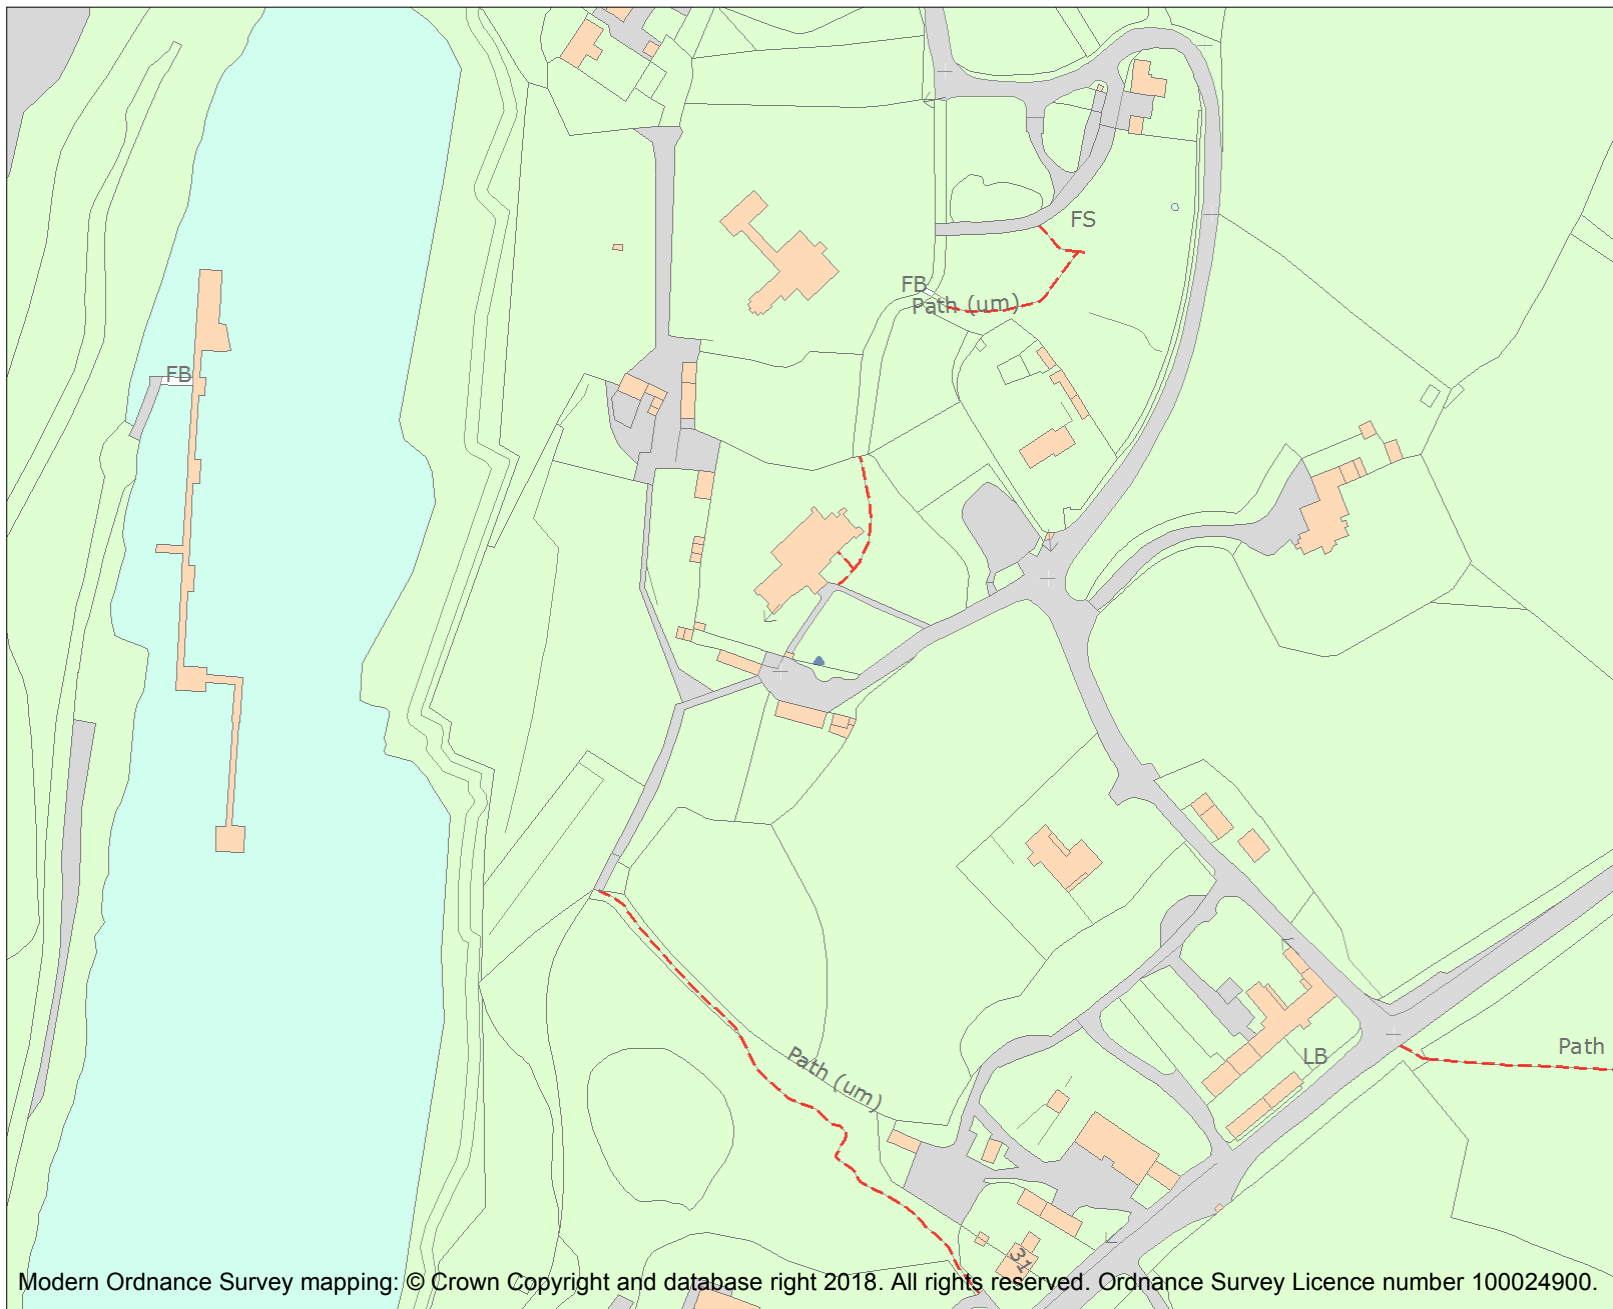 FS
FB
Path (um)
FB
Path
LB
Path (um)
31
Modern Ordnance Survey mapping: © Crown Copyright and database right 2018. All rights reserved. Ordnance Survey Licence number 100024900.